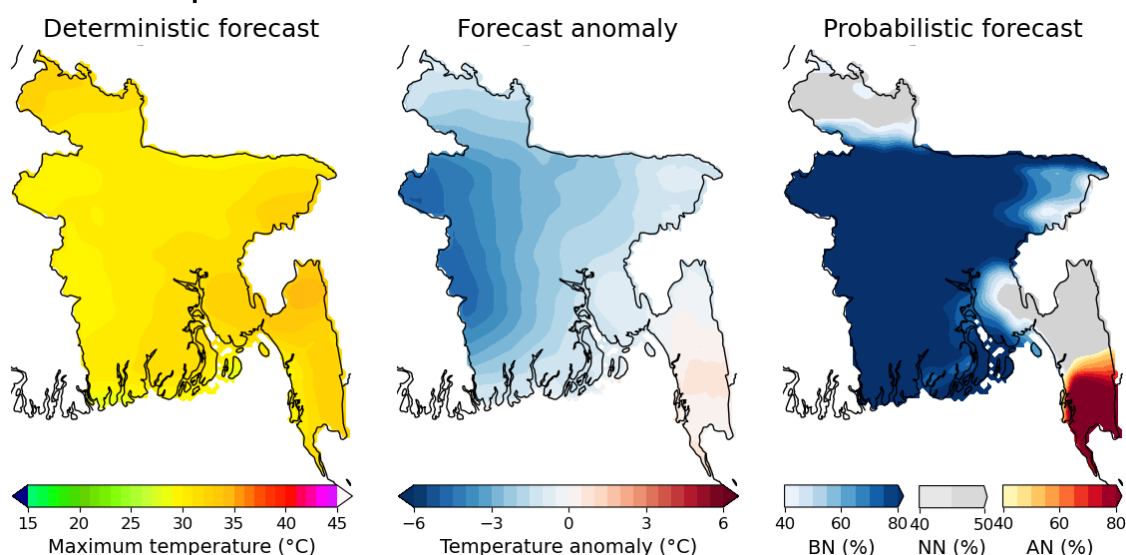 Deterministic forecast
Forecast anomaly
Probabilistic forecast
15 20 25 30 35 40 45
Maximum temperature (°C)
−6 −3 0 3 6
Temperature anomaly (°C)
40 60 80
BN (%)
40 50
NN (%)
40 60 80
AN (%)